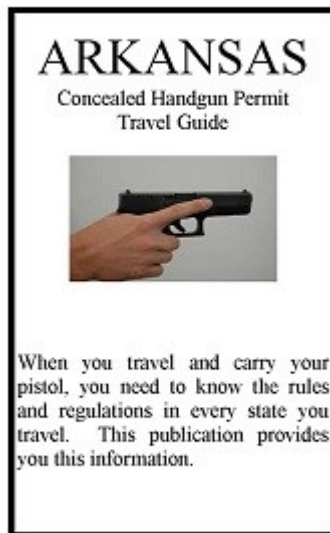 ARKANSAS
Concealed Handgun Permit
Travel Guide
When you travel and carry your
pistol, you need to know the rules
and regulations in every state you
travel. This publication provides
you this information.